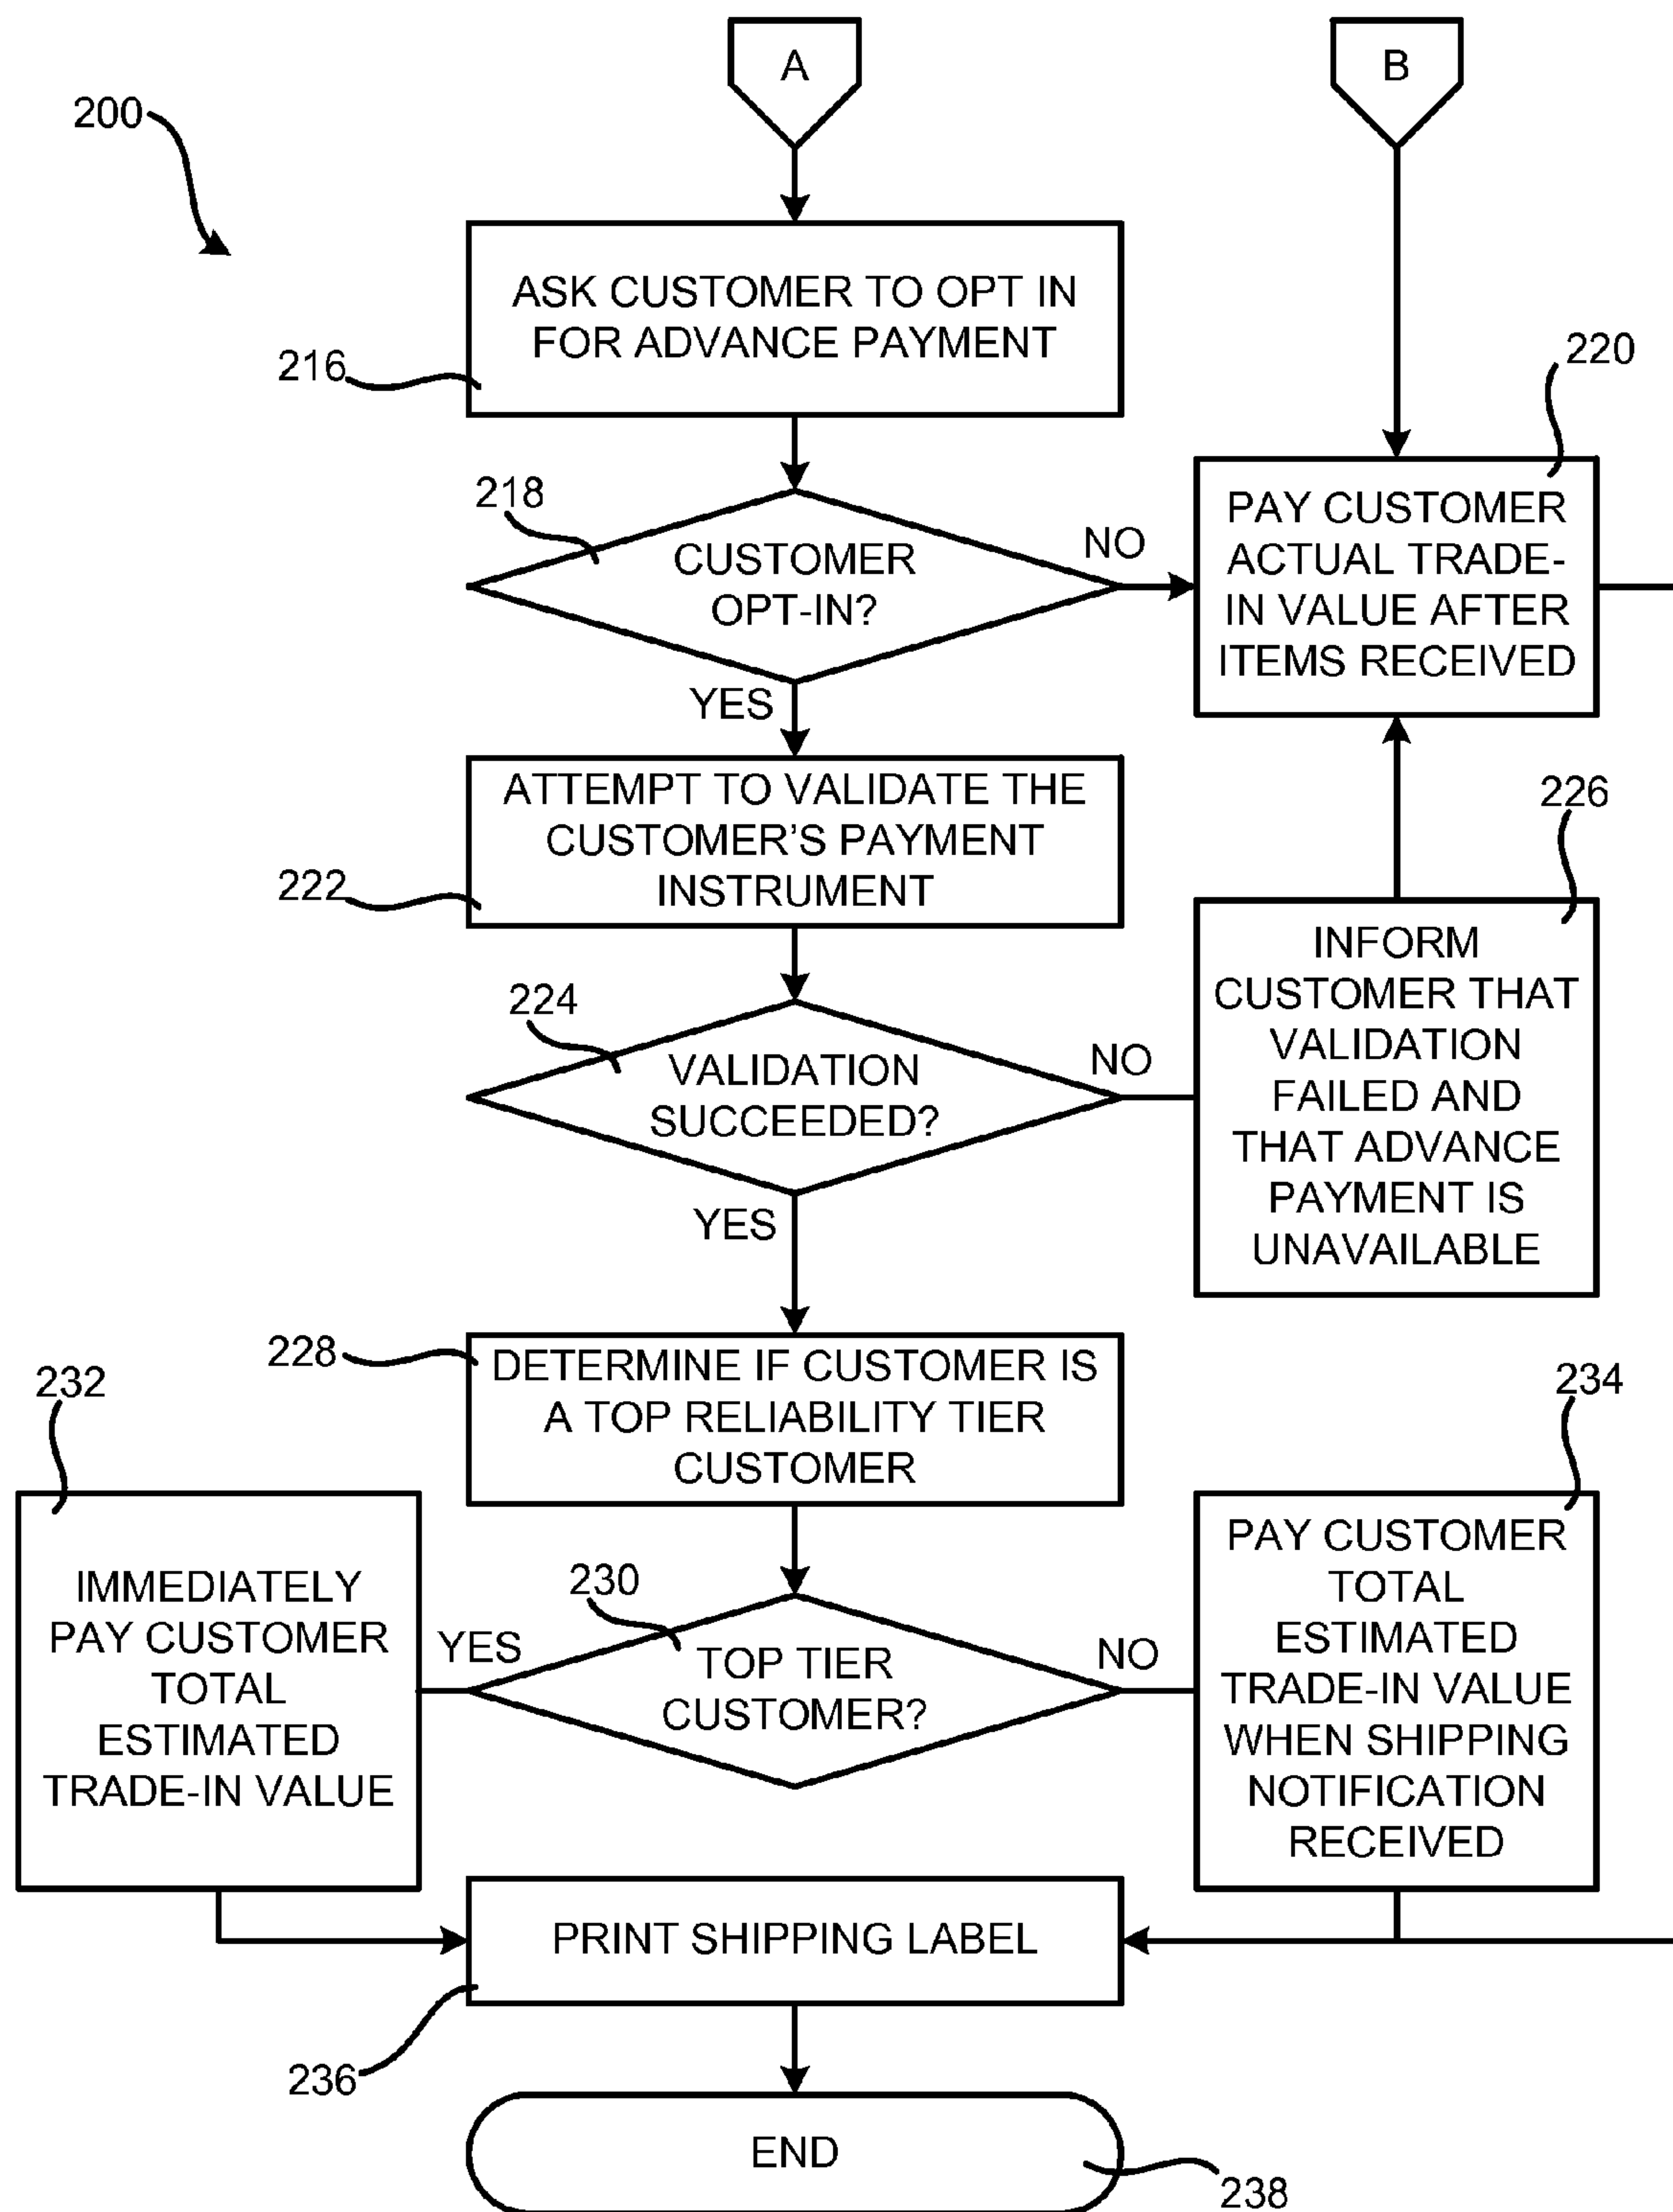 A
B
200
ASK CUSTOMER TO OPT IN
FOR ADVANCE PAYMENT
216
220
218
CUSTOMER
OPT-IN?
NO
YES
PAY CUSTOMER
ACTUAL TRADE-
IN VALUE AFTER
ITEMS RECEIVED
ATTEMPT TO VALIDATE THE
CUSTOMER'S PAYMENT
INSTRUMENT
222
226
224
VALIDATION
SUCCEEDED?
NO
YES
INFORM
CUSTOMER THAT
VALIDATION
FAILED AND
THAT ADVANCE
PAYMENT IS
UNAVAILABLE
228
DETERMINE IF CUSTOMER IS
A TOP RELIABILITY TIER
CUSTOMER
232
234
IMMEDIATELY
PAY CUSTOMER
TOTAL
ESTIMATED
TRADE-IN VALUE
230
YES
TOP TIER
CUSTOMER?
NO
PAY CUSTOMER
TOTAL
ESTIMATED
TRADE-IN VALUE
WHEN SHIPPING
NOTIFICATION
RECEIVED
PRINT SHIPPING LABEL
236
END
238